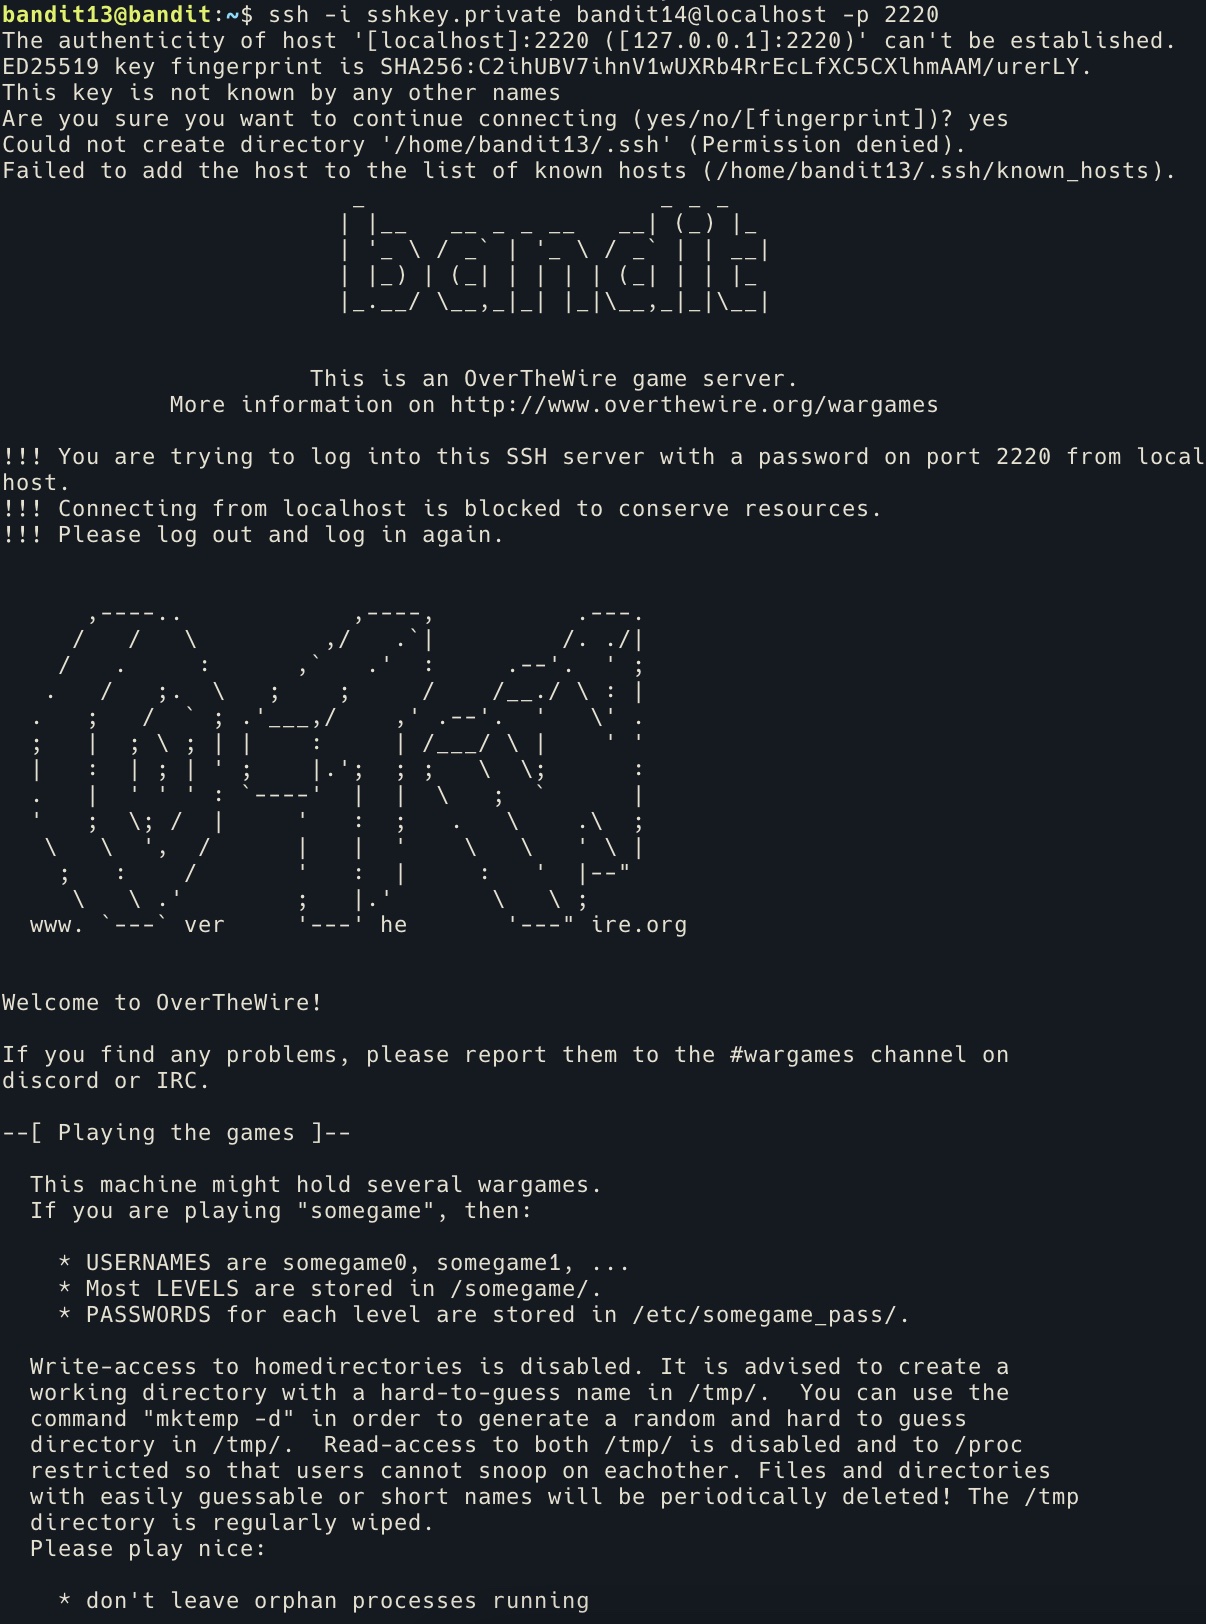 bandit13@bandit:~$ ssh -i sshkey.private bandit14@localhost -p 2220
The authenticity of host '[localhost]:2220 ([127.0.0.1]:2220)' can't be established.
ED25519 key fingerprint is SHA256:C2ihUBV7ihnV1wUXRb4RrEcLfXC5CXlhmAAM/urerLY.
This key is not known by any other names
Are you sure you want to continue connecting (yes/no/[fingerprint])? yes
Could not create directory '/home/bandit13/.ssh' (Permission denied).
Failed to add the host to the list of known hosts (/home/bandit13/.ssh/known_hosts).
bandit
This is an OverTheWire game server.
More information on http://www.overthewire.org/wargames
!!! You are trying to log into this SSH server with a password on port 2220 from local
host.
!!! Connecting from localhost is blocked to conserve resources.
!!! Please log out and log in again.
www. ver he ire.org
Welcome to OverTheWire!
If you find any problems, please report them to the #wargames channel on
discord or IRC.
--[ Playing the games ]--
This machine might hold several wargames.
If you are playing "somegame", then:
* USERNAMES are somegame0, somegame1, ...
* Most LEVELS are stored in /somegame/.
* PASSWORDS for each level are stored in /etc/somegame_pass/.
Write-access to homedirectories is disabled. It is advised to create a
working directory with a hard-to-guess name in /tmp/.  You can use the
command "mktemp -d" in order to generate a random and hard to guess
directory in /tmp/.  Read-access to both /tmp/ is disabled and to /proc
restricted so that users cannot snoop on eachother. Files and directories
with easily guessable or short names will be periodically deleted! The /tmp
directory is regularly wiped.
Please play nice:
* don't leave orphan processes running